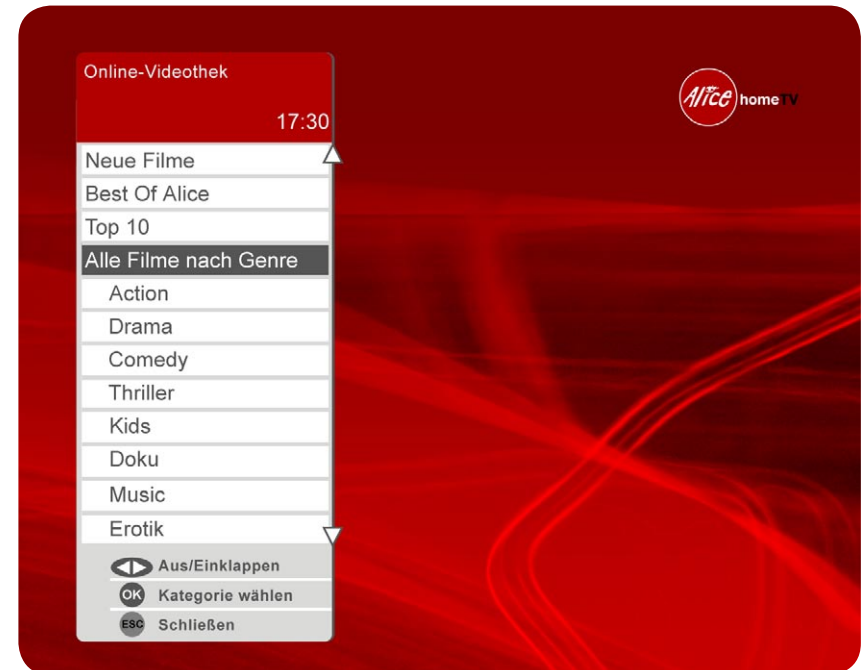 Online-Videothek
17:30
Alice homeTV
Neue Filme
Best Of Alice
Top 10
Alle Filme nach Genre
Action
Drama
Comedy
Thriller
Kids
Doku
Music
Erotik
Aus/Einklappen
OK Kategorie wählen
ESC Schließen